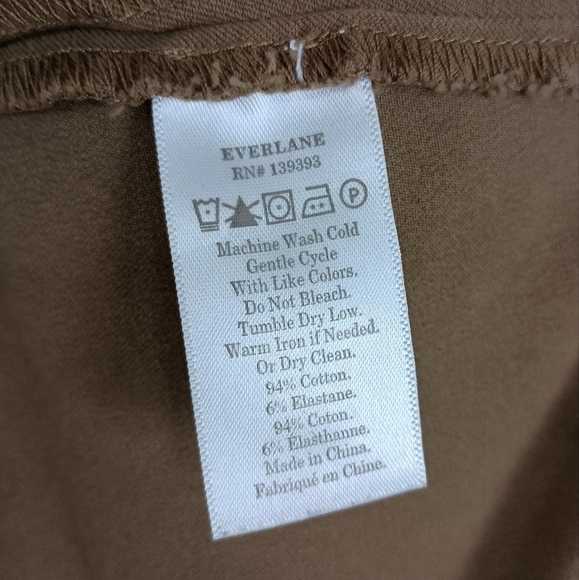 EVERLANE
RN# 139393
P
Machine Wash Cold
Gentle Cycle
With Like Colors.
Do Not Bleach.
Tumble Dry Low.
Warm Iron if Needed.
Or Dry Clean.
94% Cotton.
6% Elastane.
94% Coton.
6% Elasthanne.
Made in China.
Fabriqué en Chine.